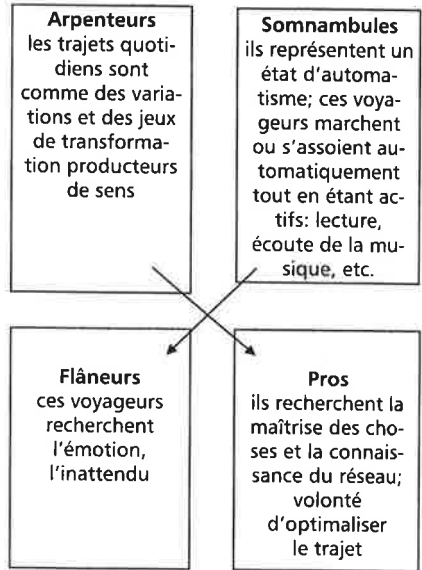 Arpenteurs
les trajets quoti-
diens sont
comme des varia-
tions et des jeux
de transforma-
tion producteurs
de sens
Somnambules
ils représentent un
état d'automa-
tisme; ces voya-
geurs marchent
ou s'assoient au-
tomatiquement
tout en étant ac-
tifs: lecture,
écoute de la mu-
sique, etc.
Flâneurs
ces voyageurs
recherchent
l'émotion,
l'inattendu
Pros
ils recherchent la
maîtrise des cho-
ses et la connais-
sance du réseau;
volonté
d'optimaliser
le trajet